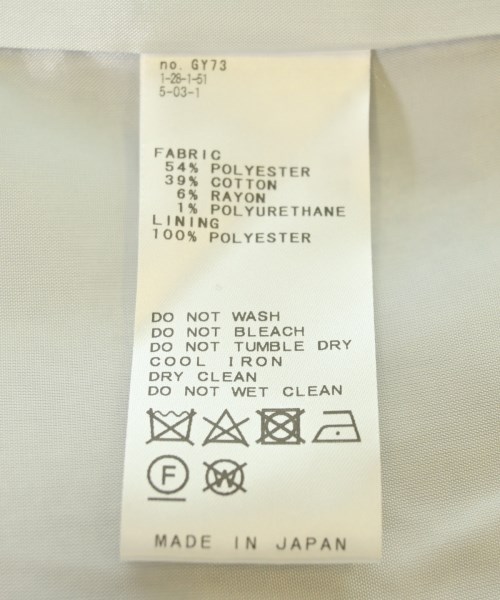 no. GY73
1-28-1-51
5-03-1
FABRIC
54% POLYESTER
39% COTTON
6% RAYON
1% POLYURETHANE
LINING
100% POLYESTER
DO NOT WASH
DO NOT BLEACH
DO NOT TUMBLE DRY
COOL IRON
DRY CLEAN
DO NOT WET CLEAN
F W
MADE IN JAPAN